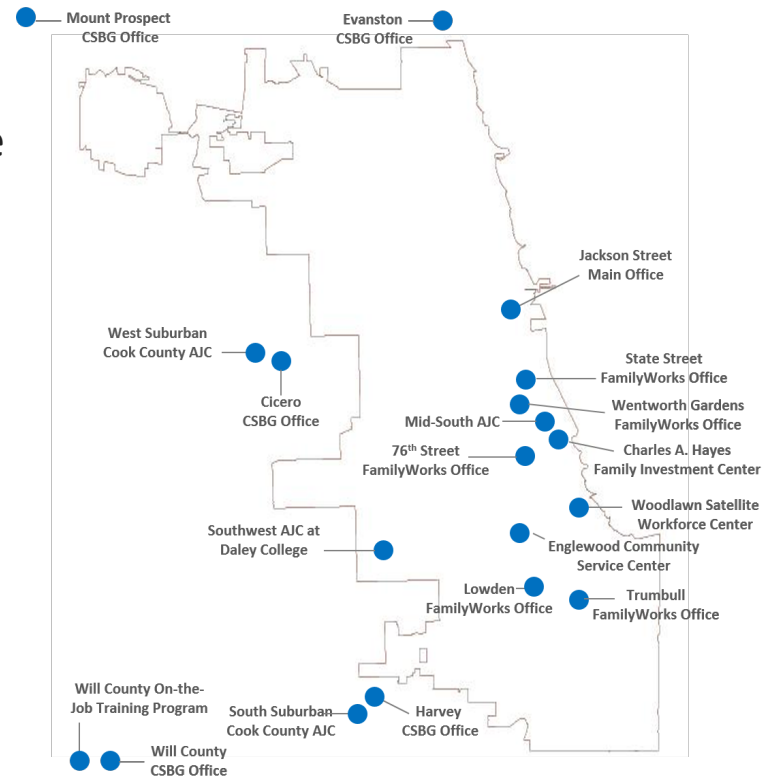 Mount Prospect
CSBG Office
Evanston
CSBG Office
e
Jackson Street
Main Office
West Suburban
Cook County AJC
Cicero
CSBG Office
State Street
FamilyWorks Office
Wentworth Gardens
FamilyWorks Office
Mid-South AJC
76th Street
FamilyWorks Office
Charles A. Hayes
Family Investment Center
Woodlawn Satellite
Workforce Center
Southwest AJC at
Daley College
Englewood Community
Service Center
Lowden
FamilyWorks Office
Trumbull
FamilyWorks Office
Will County On-the-
Job Training Program
South Suburban
Cook County AJC
Harvey
CSBG Office
Will County
CSBG Office